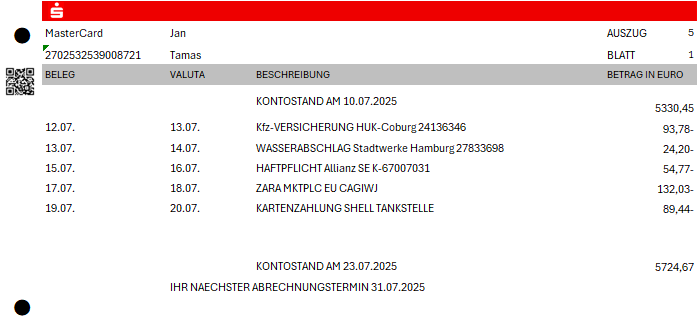 MasterCard Jan AUSZUG 5
2702532539008721 Tamas BLATT 1
BELEG VALUTA BESCHREIBUNG BETRAG IN EURO
KONTOSTAND AM 10.07.2025 5330,45
12.07. 13.07. Kfz-VERSICHERUNG HUK-Coburg 24136346 93,78-
13.07. 14.07. WASSERABSCHLAG Stadtwerke Hamburg 27833698 24,20-
15.07. 16.07. HAFTPFLICHT Allianz SE K-67007031 54,77-
17.07. 18.07. ZARA MKTPLC EU CAGIWJ 132,03-
19.07. 20.07. KARTENZAHLUNG SHELL TANKSTELLE 89,44-
KONTOSTAND AM 23.07.2025 5724,67
IHR NAECHSTER ABRECHNUNGSTERMIN 31.07.2025